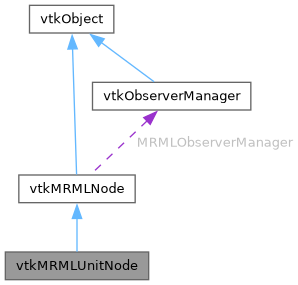 vtkObject
vtkObserverManager
MRMLObserverManager
vtkMRMLNode
vtkMRMLUnitNode